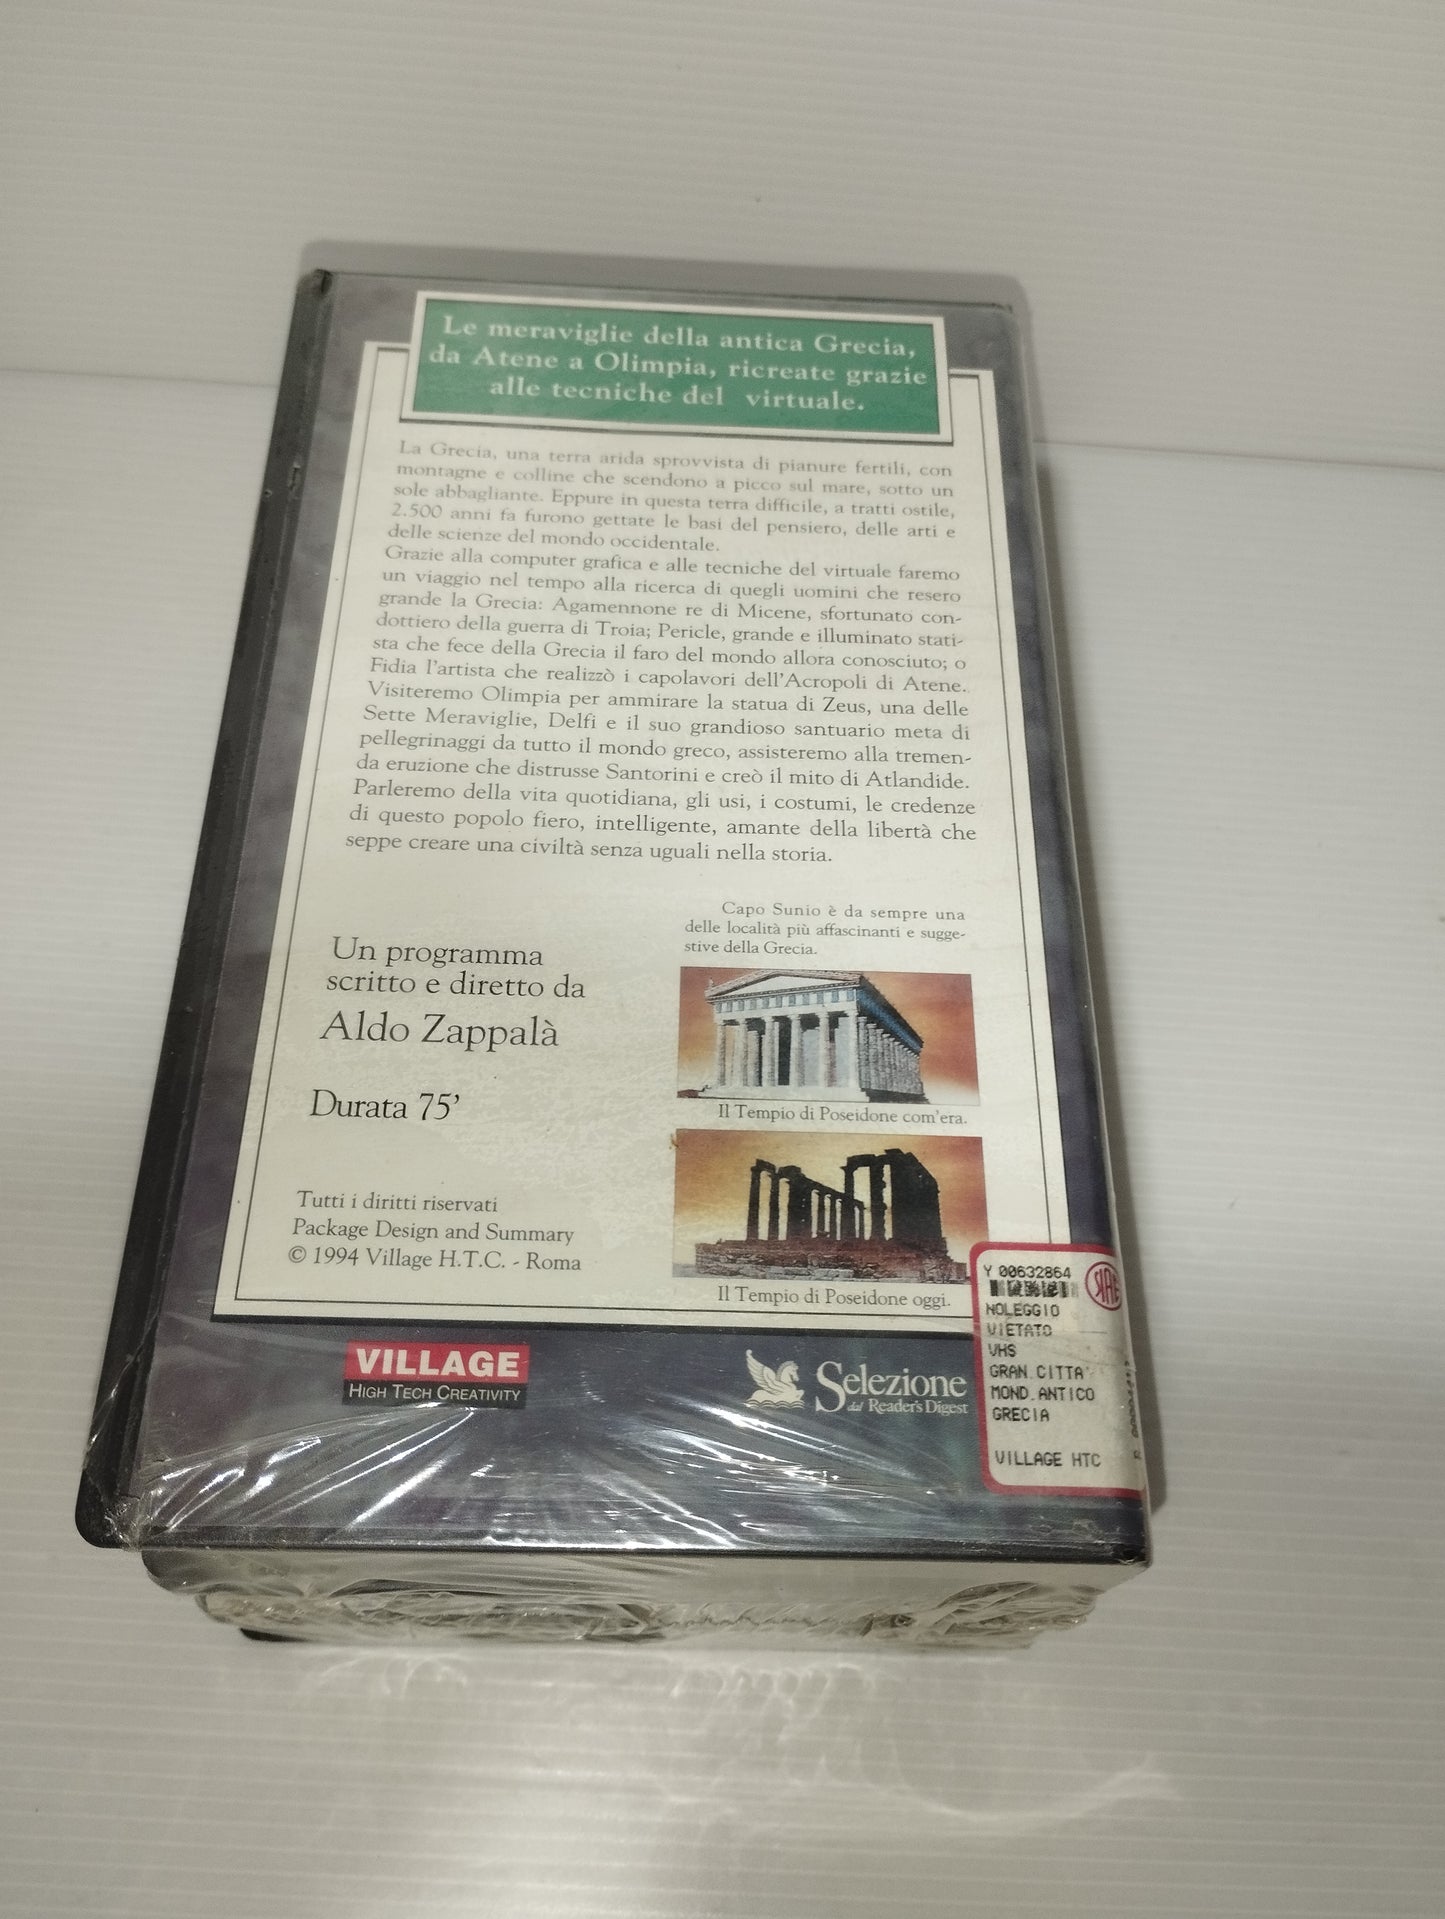 Le meraviglie della antica Grecia,
da Atene a Olimpia, ricreate grazie
alle tecniche del virtuale.
La Grecia, una terra arida sprovvista di pianure fertili, con
montagne e colline che scendono a picco sul mare, sotto un
sole abbagliante. Eppure in questa terra difficile, a tratti ostile,
2.500 anni fa furono gettate le basi del pensiero, delle arti e
delle scienze del mondo occidentale.
Grazie alla computer grafica e alle tecniche del virtuale faremo
un viaggio nel tempo alla ricerca di quegli uomini che resero
grande la Grecia: Agamennone re di Micene, sfortunato con-
dottiero della guerra di Troia; Pericle, grande e illuminato stati-
sta che fece della Grecia il faro del mondo allora conosciuto; o
Fidia l'artista che realizzò i capolavori dell'Acropoli di Atene.
Visiteremo Olimpia per ammirare la statua di Zeus, una delle
Sette Meraviglie, Delfi e il suo grandioso santuario meta di
pellegrinaggi da tutto il mondo greco, assisteremo alla tremen-
da eruzione che distrusse Santorini e creò il mito di Atlandide.
Parleremo della vita quotidiana, gli usi, i costumi, le credenze
di questo popolo fiero, intelligente, amante della libertà che
seppe creare una civiltà senza uguali nella storia.
Capo Sunio è da sempre una
delle località più affascinanti e sugge-
stive della Grecia.
Un programma
scritto e diretto da
Aldo Zappalà
Durata 75'
Il Tempio di Poseidone com'era.
Tutti i diritti riservati
Package Design and Summary
© 1994 Village H.T.C. - Roma
Il Tempio di Poseidone oggi.
VILLAGE
HIGH TECH CREATIVITY
Selezione
dal Reader's Digest
Y 00632864
SIAE
NOLEGGIO
VIETATO
VHS
GRAN.CITTA'
MOND.ANTICO
GRECIA
VILLAGE HTC